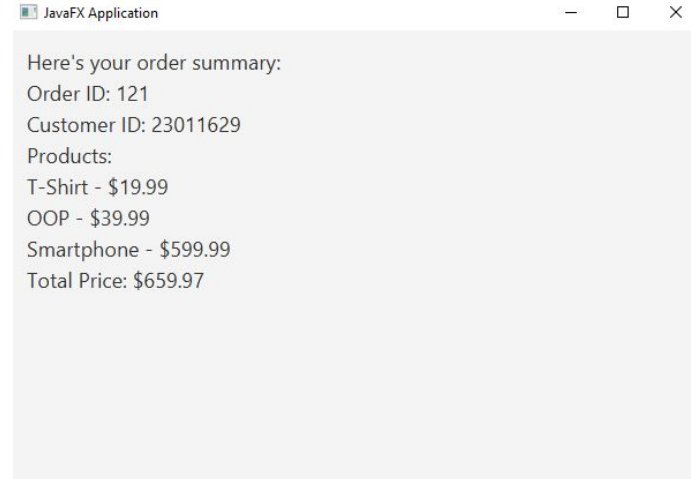 JavaFX Application
Here's your order summary:
Order ID: 121
Customer ID: 23011629
Products:
T-Shirt - $19.99
OOP - $39.99
Smartphone - $599.99
Total Price: $659.97